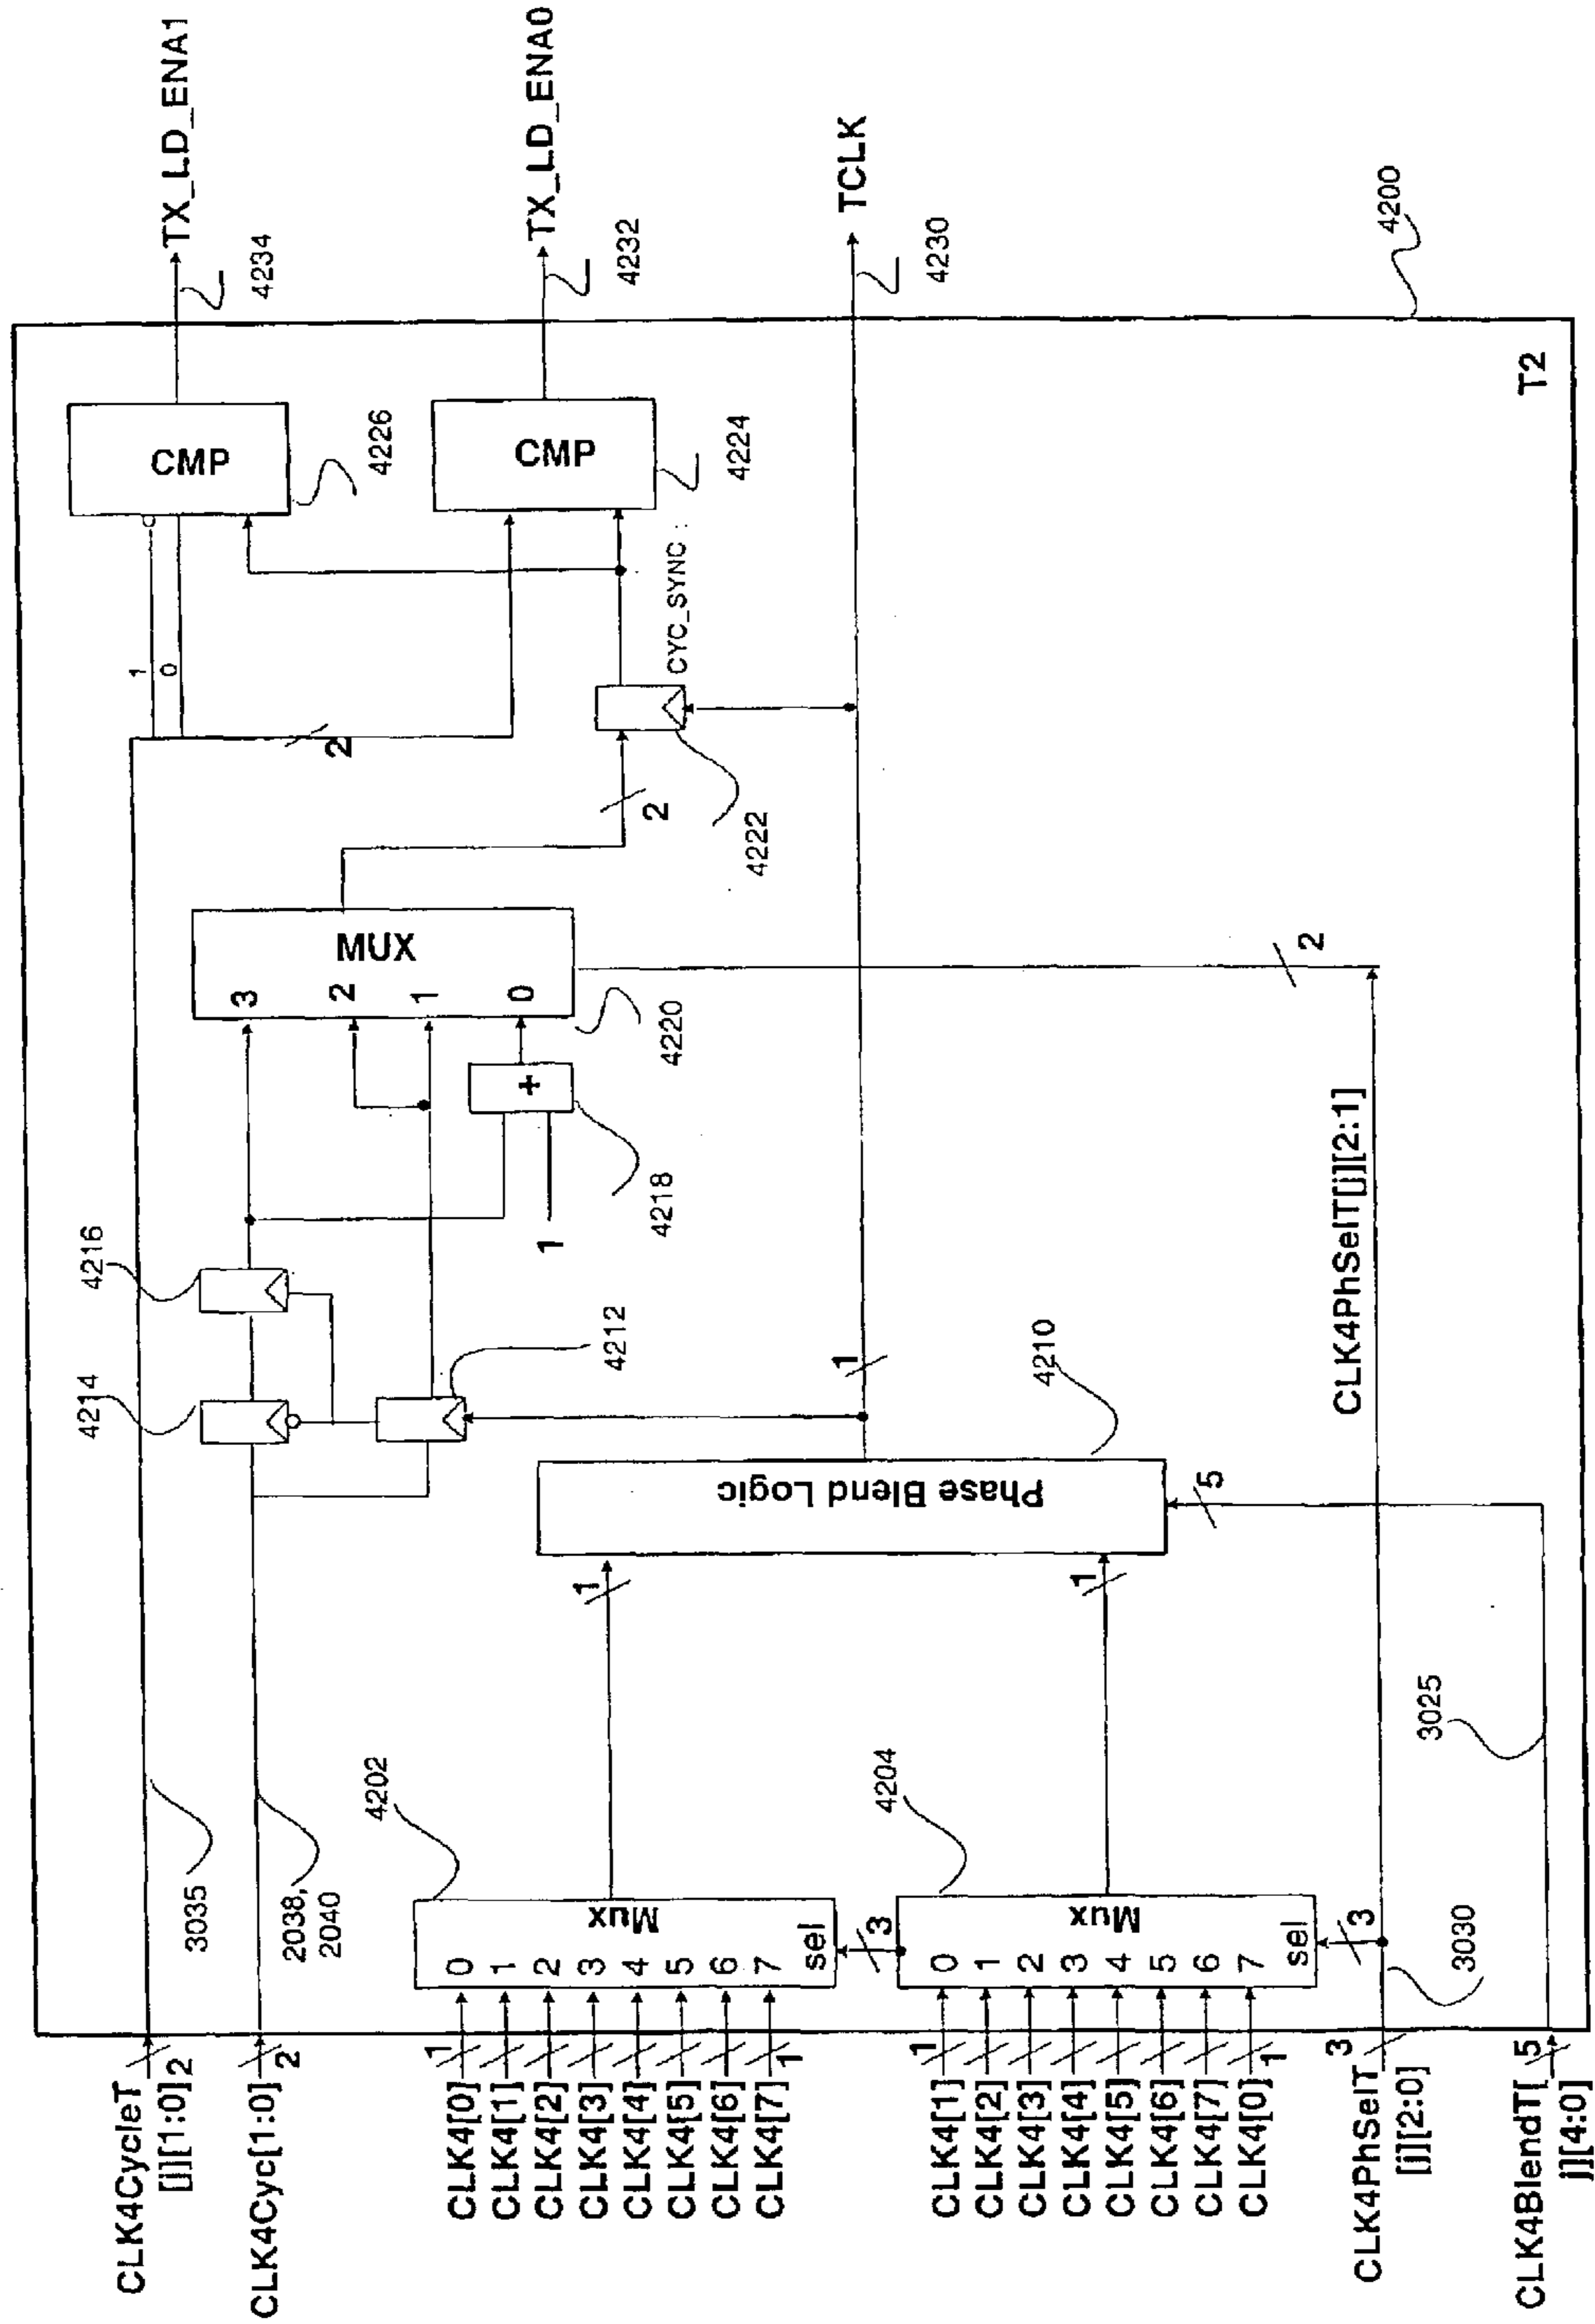 CLK4CycleT
[j][1:0]
2
3035
CLK4Cyc[1:0]
2
2038,
2040
CLK4[0]
CLK4[1]
CLK4[2]
CLK4[3]
CLK4[4]
CLK4[5]
CLK4[6]
CLK4[7]
1
1
0
1
2
3
4
5
6
7
Mux
sel
4202
3
CLK4[1]
CLK4[2]
CLK4[3]
CLK4[4]
CLK4[5]
CLK4[6]
CLK4[7]
CLK4[0]
1
1
0
1
2
3
4
5
6
7
Mux
sel
4204
3
CLK4PhSelT
[j][2:0]
3
3030
CLK4BlendT[
j][4:0]
5
3025
1
1
Phase Blend Logic
4210
5
1
4214
4216
4212
1
+
4218
CLK4PhSelT[j][2:1]
2
3
2
1
0
MUX
4220
2
4222
CYC_SYNC :
2
1
0
CMP
4226
CMP
4224
TX_LD_ENA1
4234
TX_LD_ENA0
4232
TCLK
4230
T2
4200